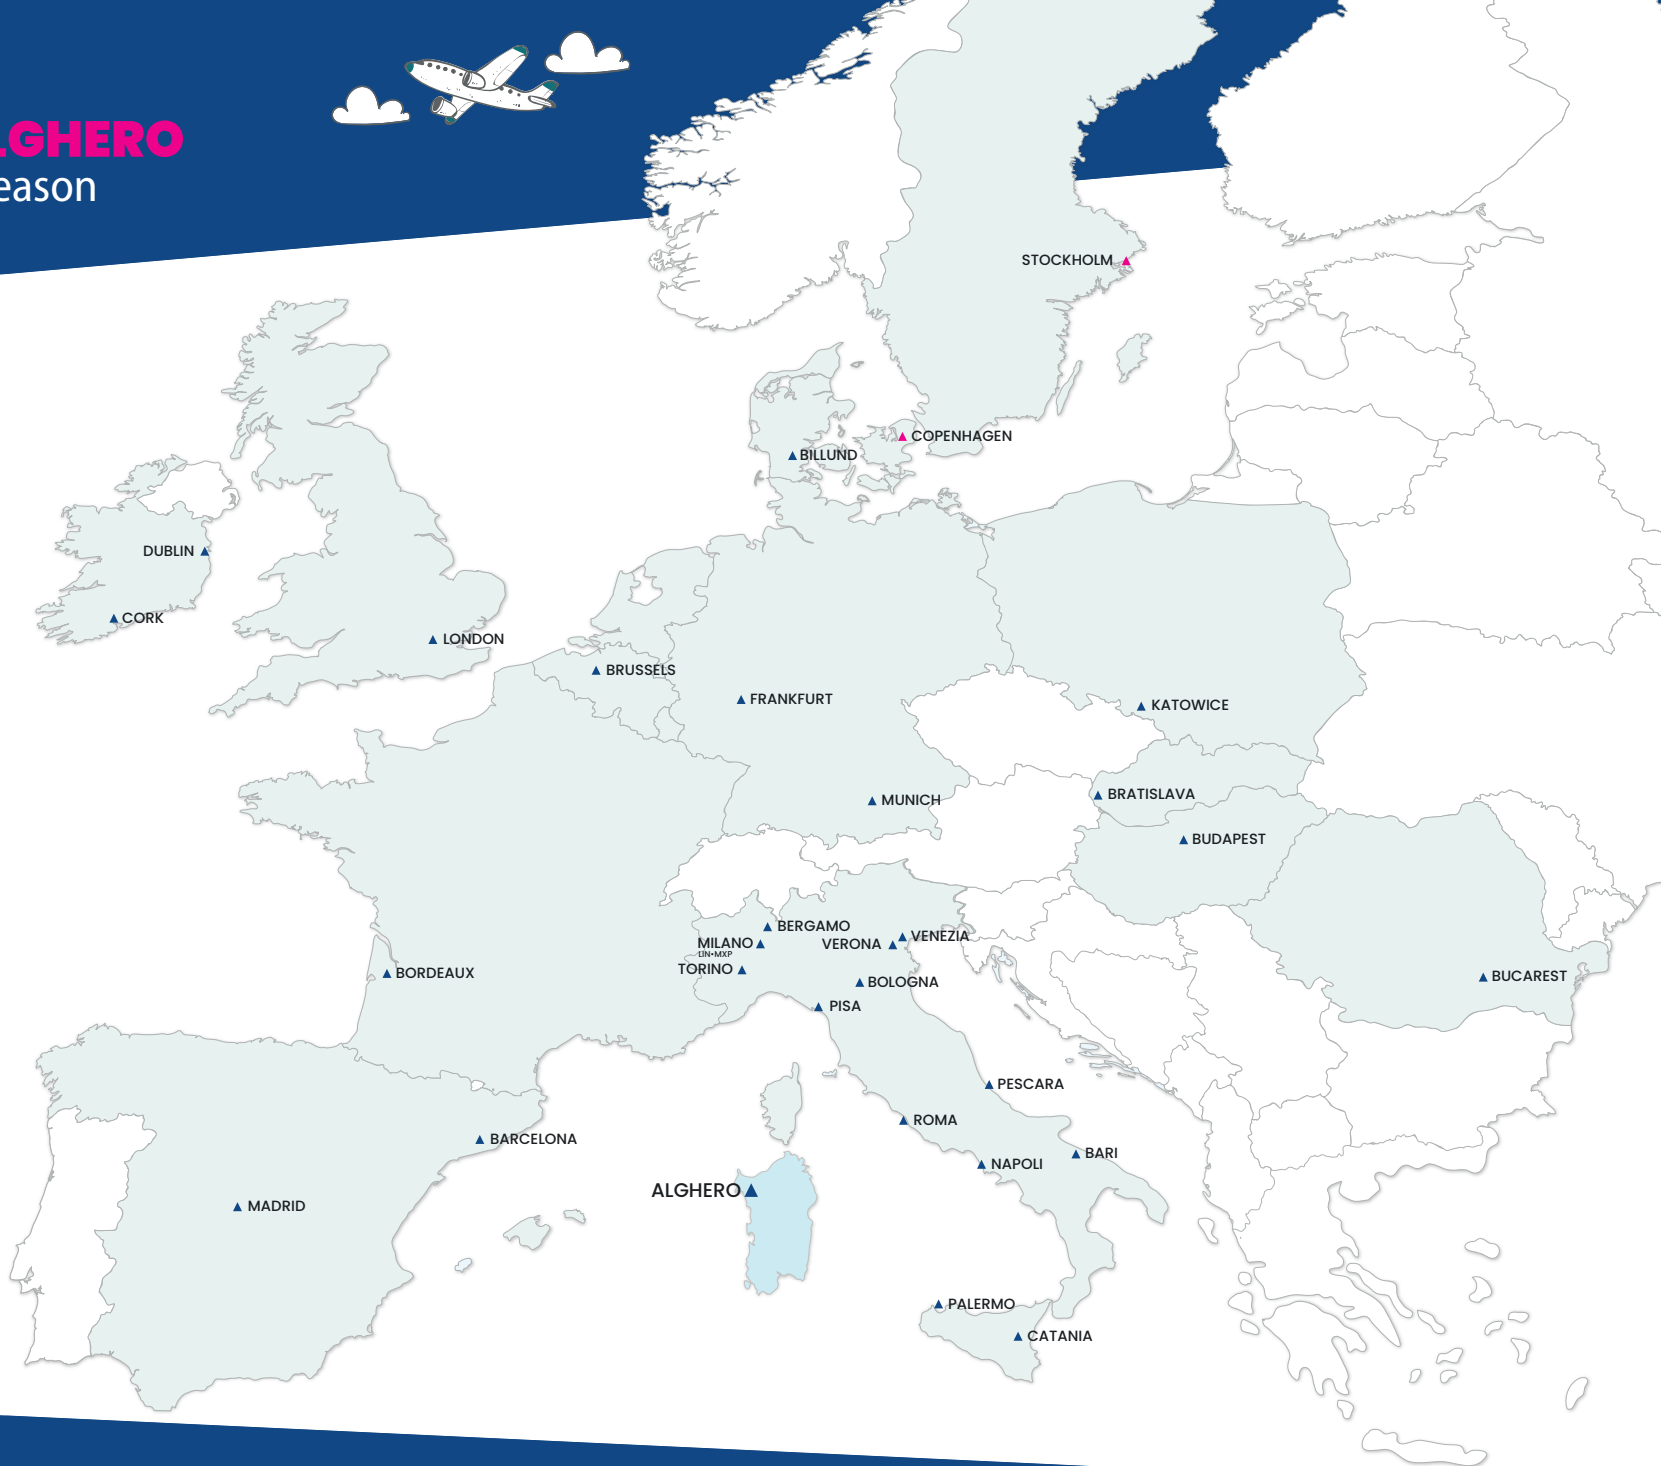 LGHERO
eason
STOCKHOLM
COPENHAGEN
BILLUND
DUBLIN
CORK
LONDON
BRUSSELS
FRANKFURT
KATOWICE
MUNICH
BRATISLAVA
BUDAPEST
BERGAMO
MILANO
LIN•MXP
VERONA
VENEZIA
TORINO
BORDEAUX
BOLOGNA
BUCAREST
PISA
PESCARA
ROMA
BARCELONA
NAPOLI
BARI
ALGHERO
MADRID
PALERMO
CATANIA